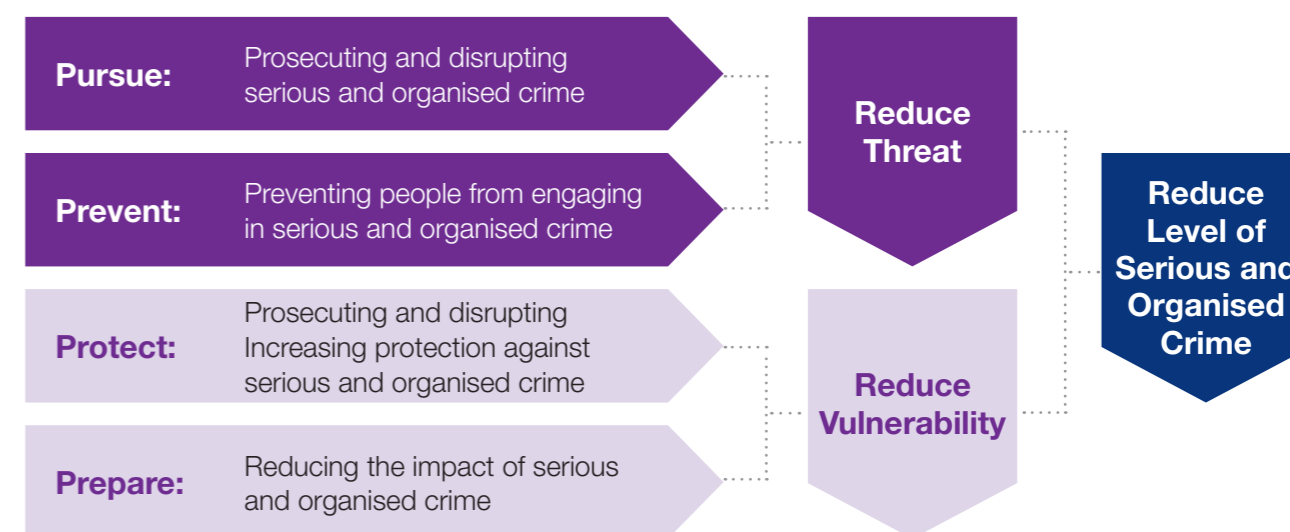 Pursue:
Prosecuting and disrupting
serious and organised crime
Prevent:
Preventing people from engaging
in serious and organised crime
Protect:
Prosecuting and disrupting
Increasing protection against
serious and organised crime
Prepare:
Reducing the impact of serious
and organised crime
Reduce
Threat
Reduce
Vulnerability
Reduce
Level of
Serious and
Organised
Crime